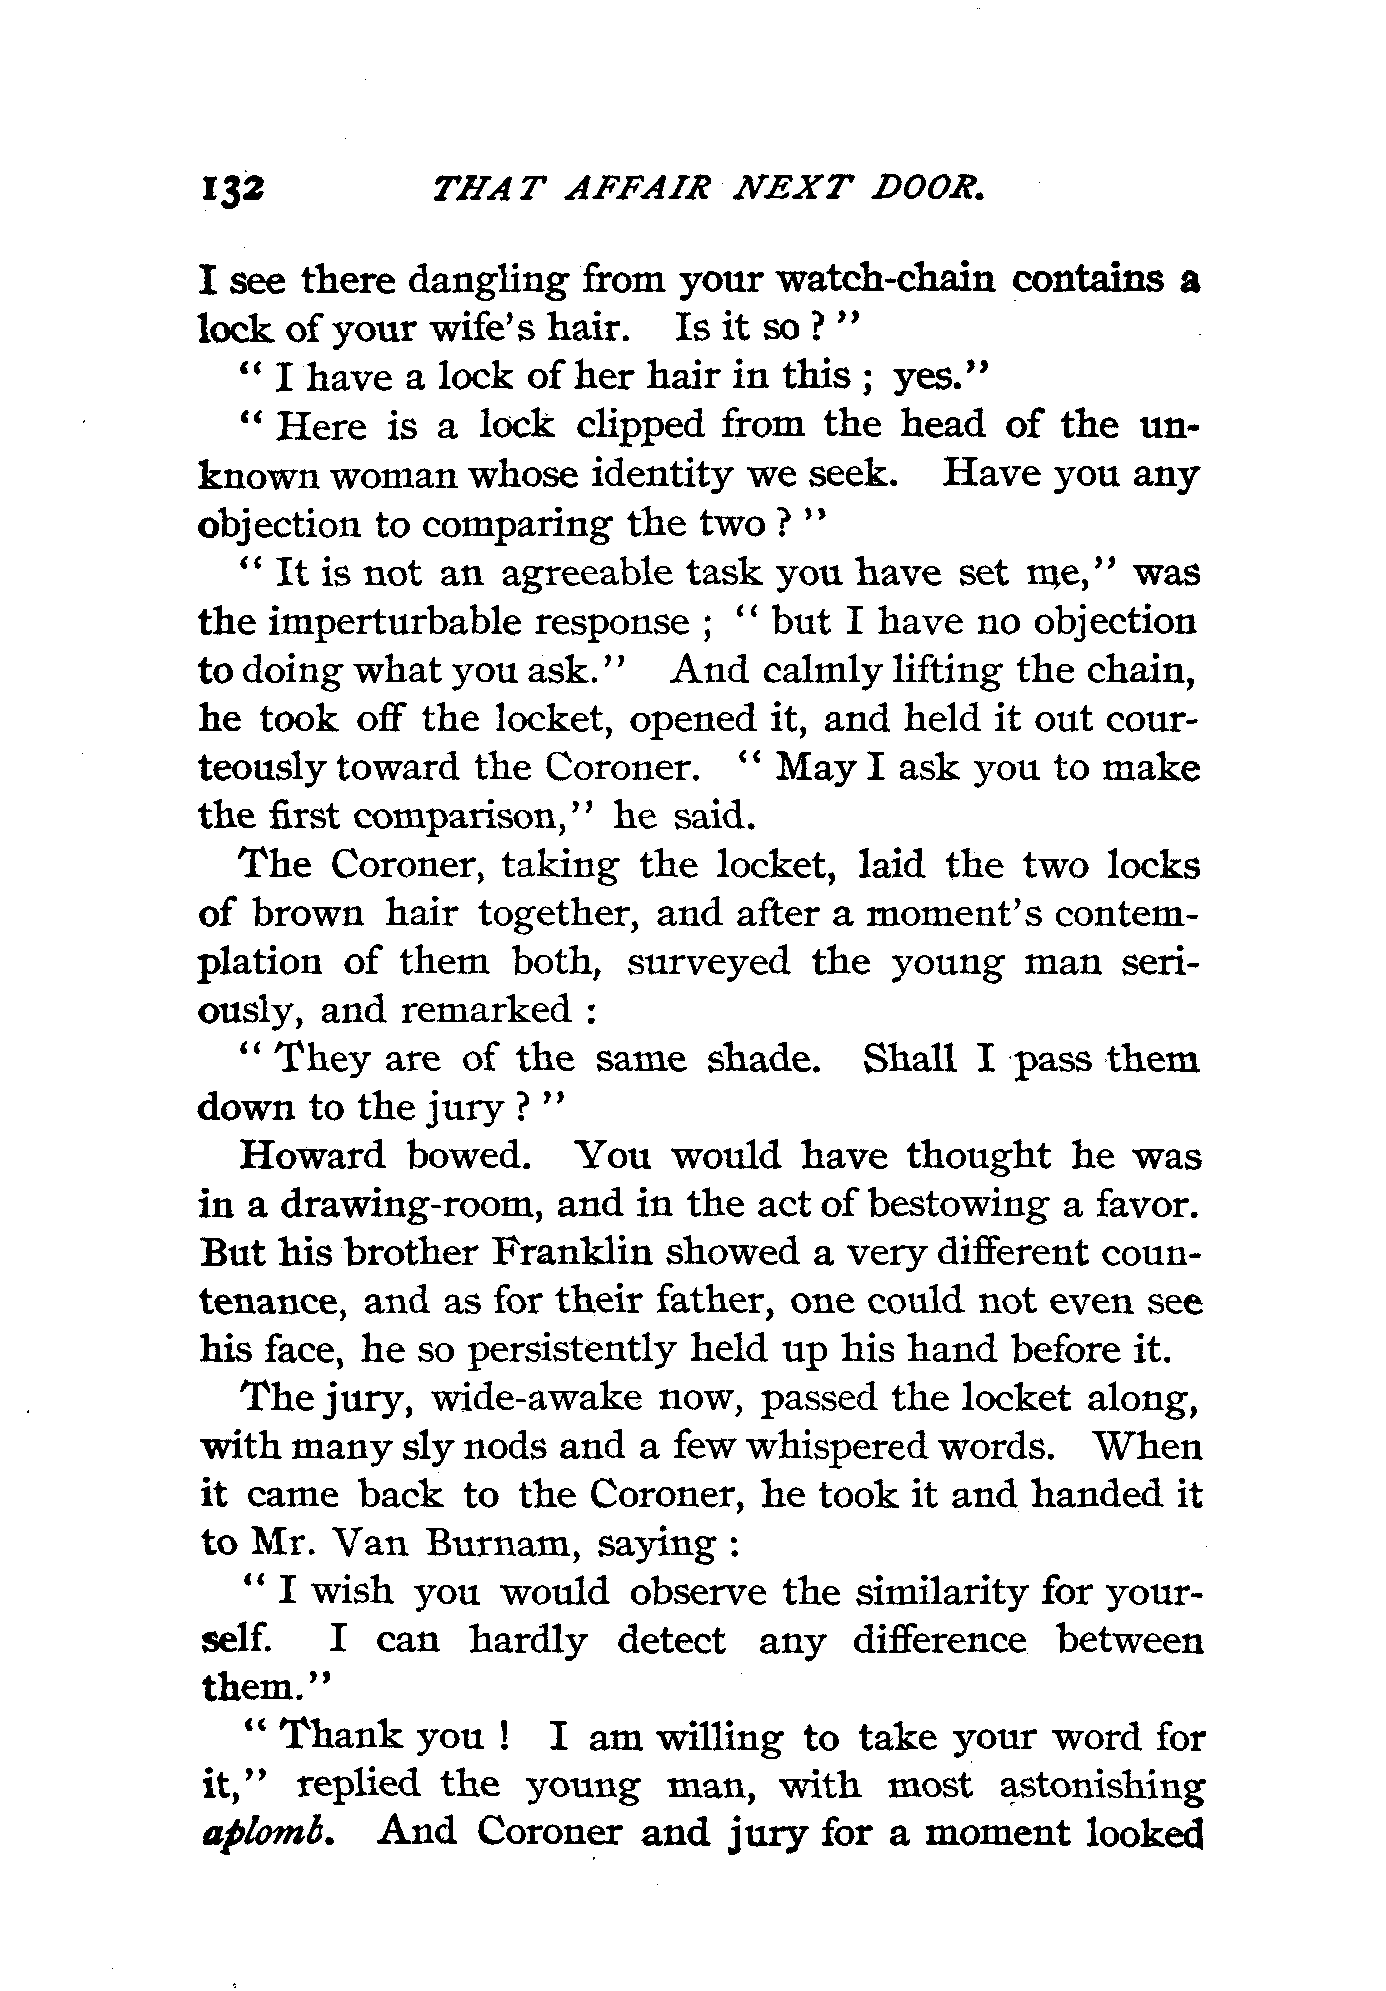 132 THAT AFFAIR NEXT DOOR.
I see there dangling from your watch-chain contains a
lock of your wife's hair. Is it so ? "
" I have a lock of her hair in this ; yes."
" Here is a lock clipped from the head of the un-
known woman whose identity we seek. Have you any
objection to comparing the two ? "
" It is not an agreeable task you have set me," was
the imperturbable response ; " but I have no objection
to doing what you ask." And calmly lifting the chain,
he took off the locket, opened it, and held it out cour-
teously toward the Coroner. " May I ask you to make
the first comparison," he said.
The Coroner, taking the locket, laid the two locks
of brown hair together, and after a moment's contem-
plation of them both, surveyed the young man seri-
ously, and remarked :
" They are of the same shade. Shall I pass them
down to the jury ? "
Howard bowed. You would have thought he was
in a drawing-room, and in the act of bestowing a favor.
But his brother Franklin showed a very different coun-
tenance, and as for their father, one could not even see
his face, he so persistently held up his hand before it.
The jury, wide-awake now, passed the locket along,
with many sly nods and a few whispered words. When
it came back to the Coroner, he took it and handed it
to Mr. Van Burnam, saying :
" I wish you would observe the similarity for your-
self. I can hardly detect any difference between
them."
" Thank you ! I am willing to take your word for
it," replied the young man, with most astonishing
aplomb. And Coroner and jury for a moment looked